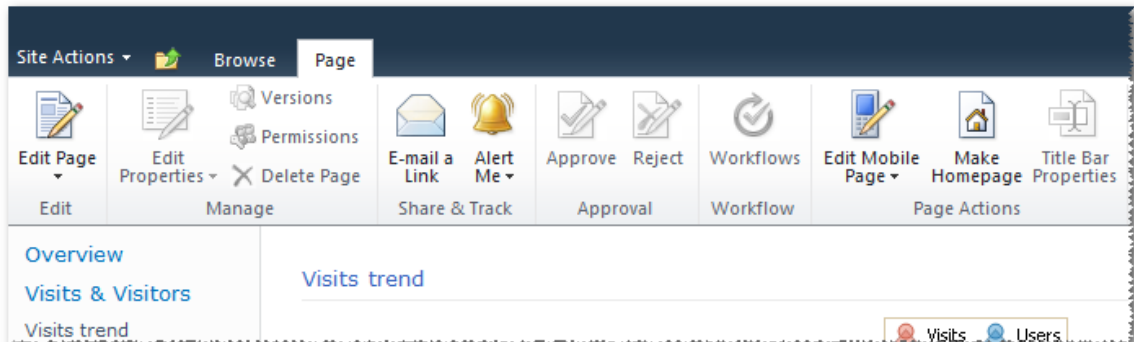 Site Actions Browse Page
Versions
Permissions
Delete Page
Edit Page
Edit
Properties
E-mail a
Link
Alert
Me
Approve Reject Workflows
Edit Mobile
Page
Make
Homepage
Title Bar
Properties
Edit Manage Share & Track Approval Workflow Page Actions
Overview
Visits & Visitors
Visits trend
Visits trend
Visits Users